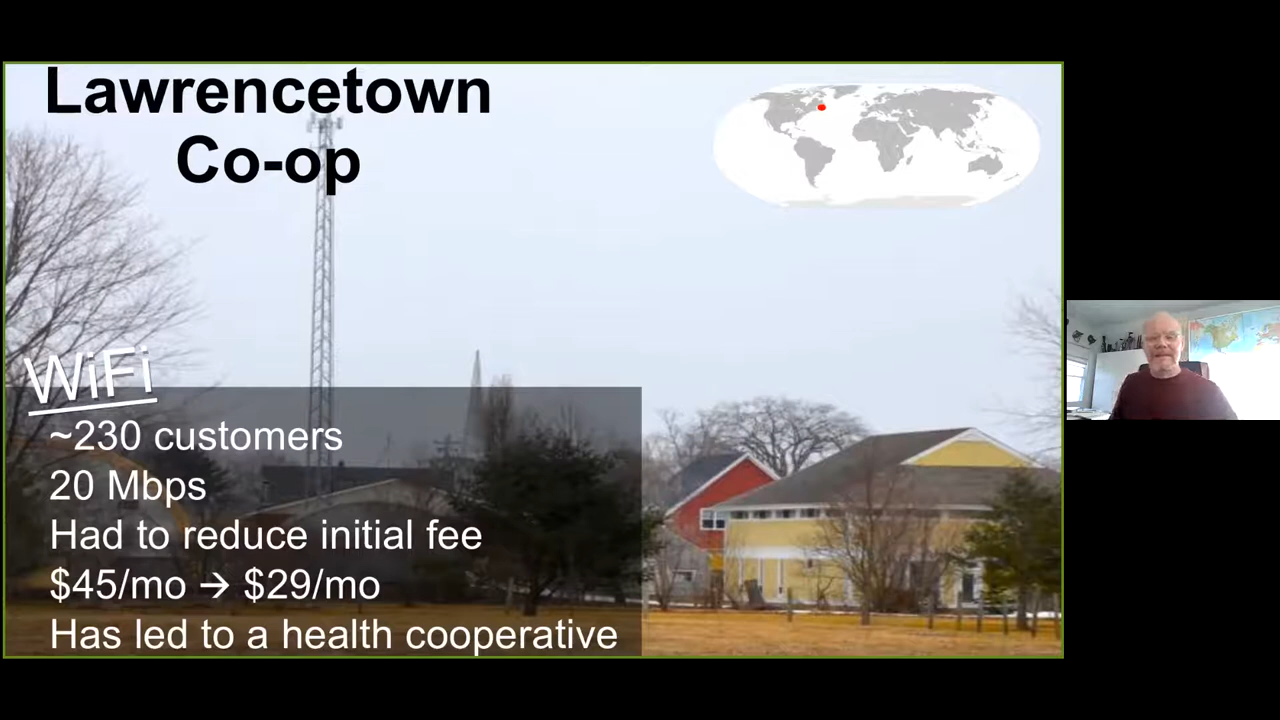 Lawrencetown
Co-op
WiFi
~230 customers
20 Mbps
Had to reduce initial fee
$45/mo → $29/mo
Has led to a health cooperative